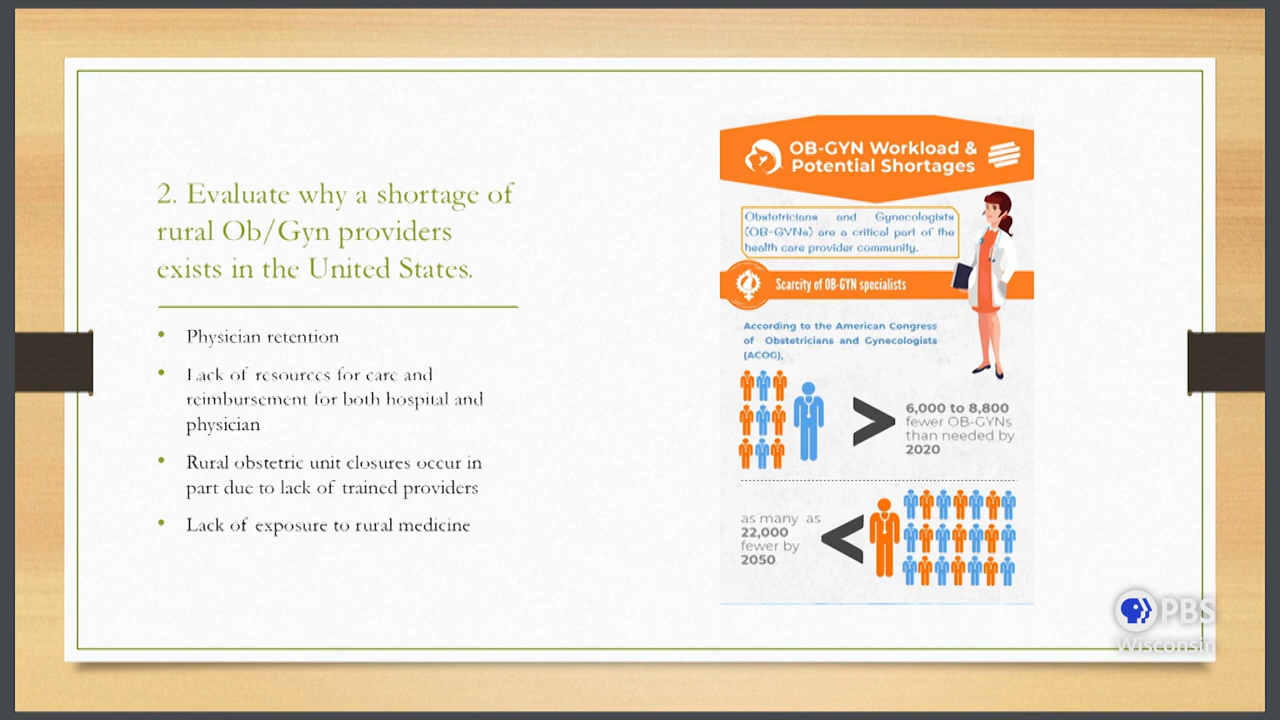 2. Evaluate why a shortage of
rural Ob/Gyn providers
exists in the United States.
• Physician retention
• Lack of resources for care and
reimbursement for both hospital and
physician
• Rural obstetric unit closures occur in
part due to lack of trained providers
• Lack of exposure to rural medicine
OB-GYN Workload &
Potential Shortages
Obstetricians and Gynecologists
(OB-GYNs) are a critical part of the
health care provider community.
Scarcity of OB-GYN specialists
According to the American Congress
of Obstetricians and Gynecologists
(ACOG),
>
6,000 to 8,800
fewer OB-GYNs
than needed by
2020
as many as
22,000
fewer by
2050
<
PBS
Wisconsin